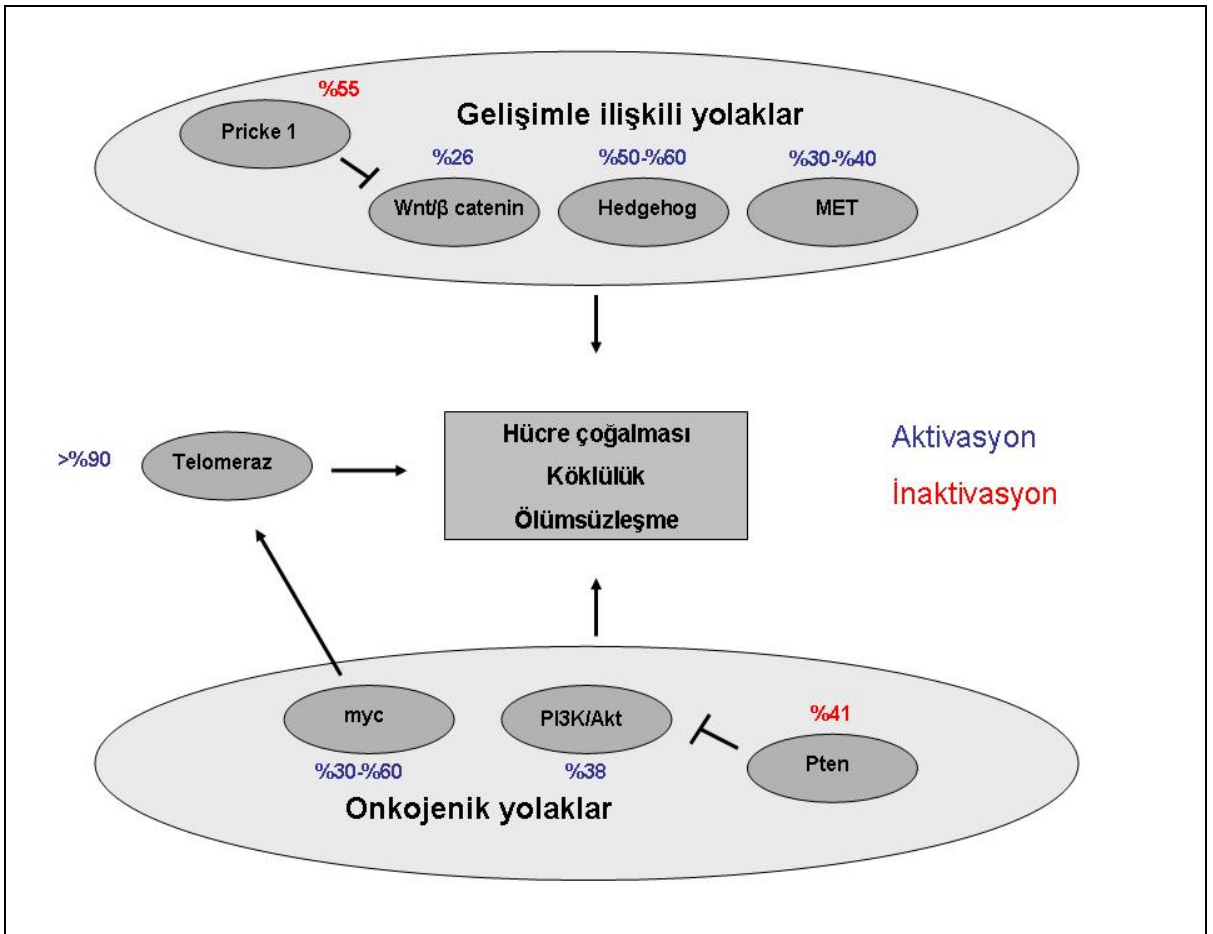 %55
Gelişimle ilişkili yolaklar
Pricke 1
%26
%50-%60
%30-%40
Wnt/β catenin
Hedgehog
MET
Hücre çoğalması
Köklülük
Ölümsüzleşme
>%90
Telomeraz
Aktivasyon
İnaktivasyon
myc
PI3K/Akt
%41
Pten
%30-%60
%38
Onkojenik yolaklar